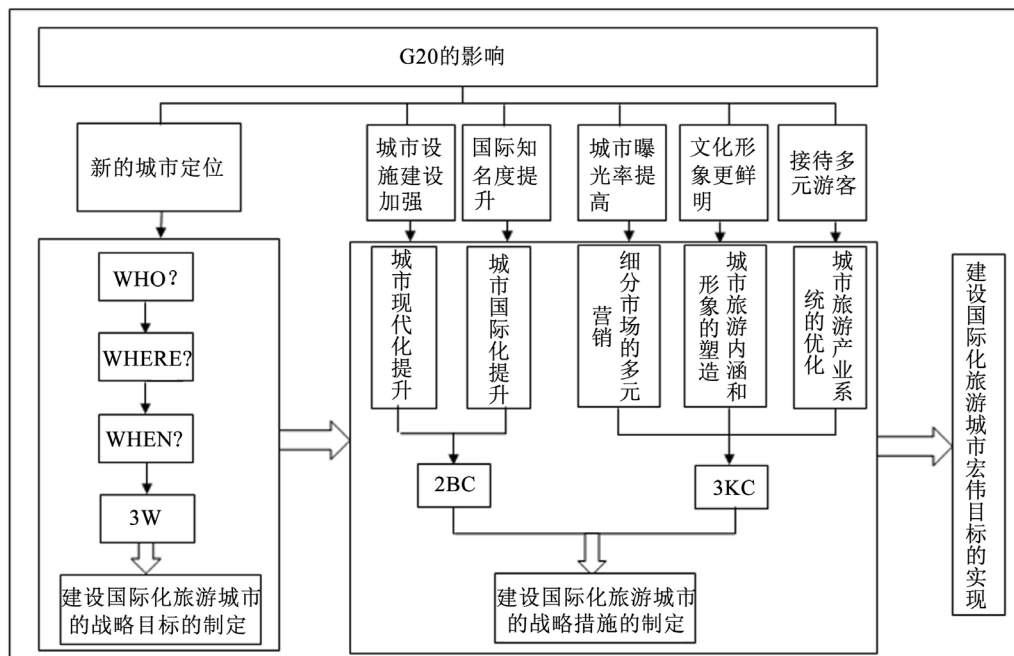 G20的影响
新的城市定位
城市设
施建设
加强
国际知
名度提
升
城市曝
光率提
高
文化形
象更鲜
明
接待多
元游客
WHO?
WHERE?
WHEN?
3W
建设国际化旅游城市
的战略目标的制定
城市现代化提升
城市国际化提升
细分市场的多元
营销
城市旅游内涵和
形象的塑造
城市旅游产业系
统的优化
2BC
3KC
建设国际化旅游城市
的战略措施的制定
建设国际化旅游城市宏伟目标的实现